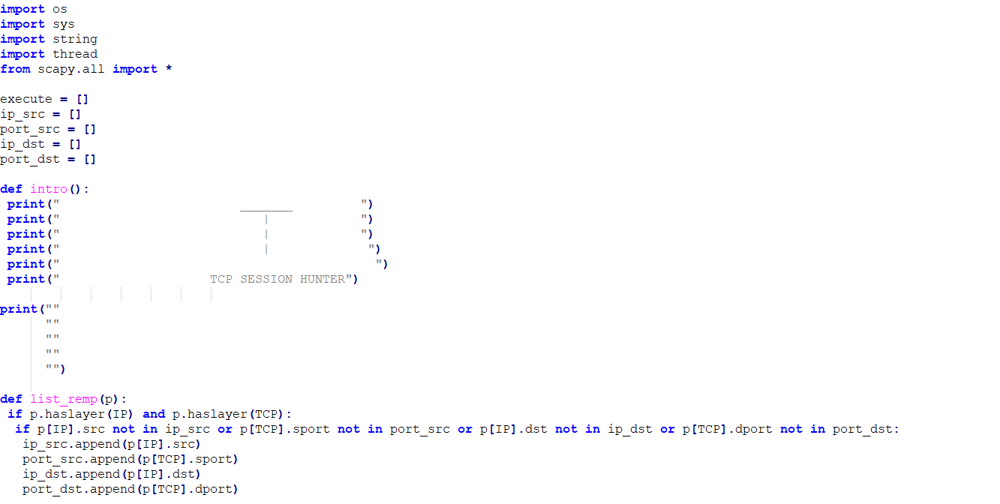 import os
import sys
import string
import thread
from scapy.all import *

execute = []
ip_src = []
port_src = []
ip_dst = []
port_dst = []

def intro():
 print("                        _______         ")
 print("                           |            ")
 print("                           |            ")
 print("                           |             ")
 print("                                          ")
 print("                    TCP SESSION HUNTER")

print(""
      ""
      ""
      ""
      "")

def list_remp(p):
 if p.haslayer(IP) and p.haslayer(TCP):
  if p[IP].src not in ip_src or p[TCP].sport not in port_src or p[IP].dst not in ip_dst or p[TCP].dport not in port_dst:
   ip_src.append(p[IP].src)
   port_src.append(p[TCP].sport)
   ip_dst.append(p[IP].dst)
   port_dst.append(p[TCP].dport)